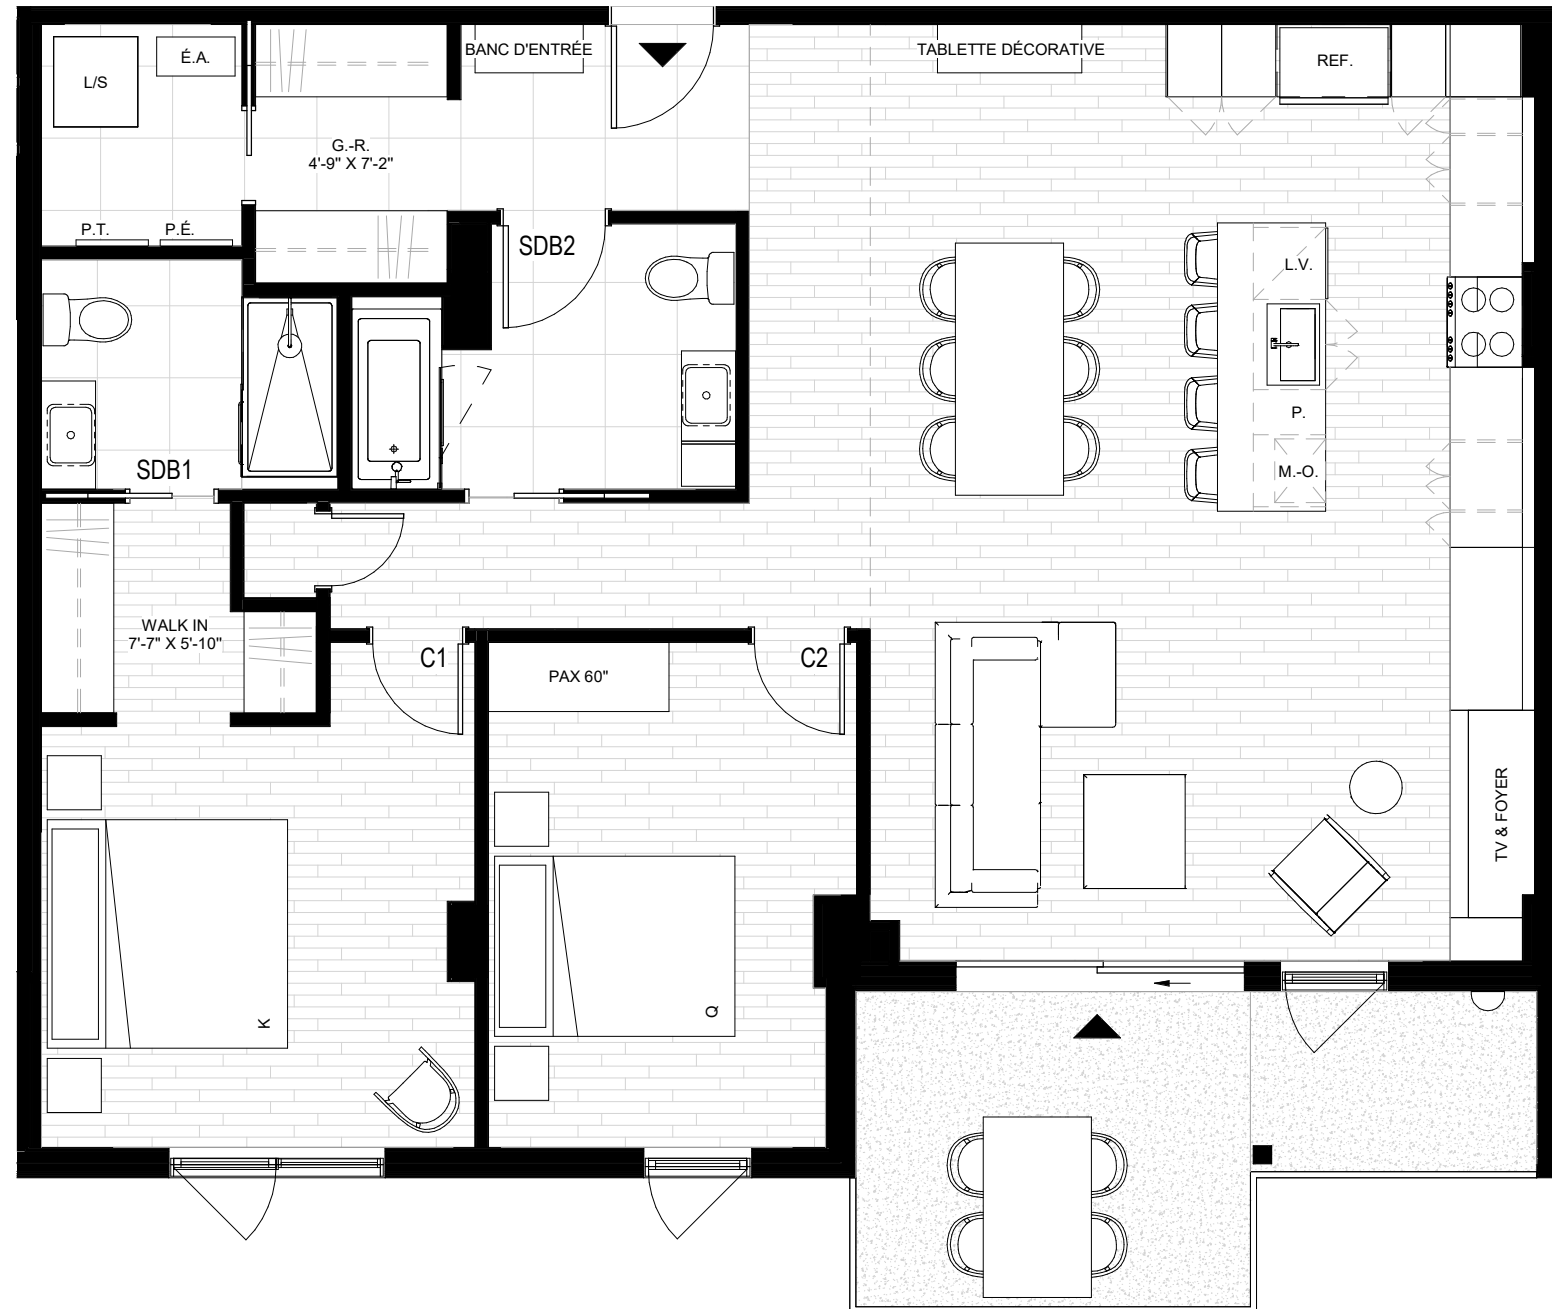 BANC D'ENTRÉE
TABLETTE DÉCORATIVE
REF.
É.A.
L/S
G.-R.
4'-9" X 7'-2"
P.T.
P.É.
SDB2
L.V.
P.
M.-O.
SDB1
WALK IN
7'-7" X 5'-10"
C1
C2
PAX 60"
TV & FOYER
K
Q